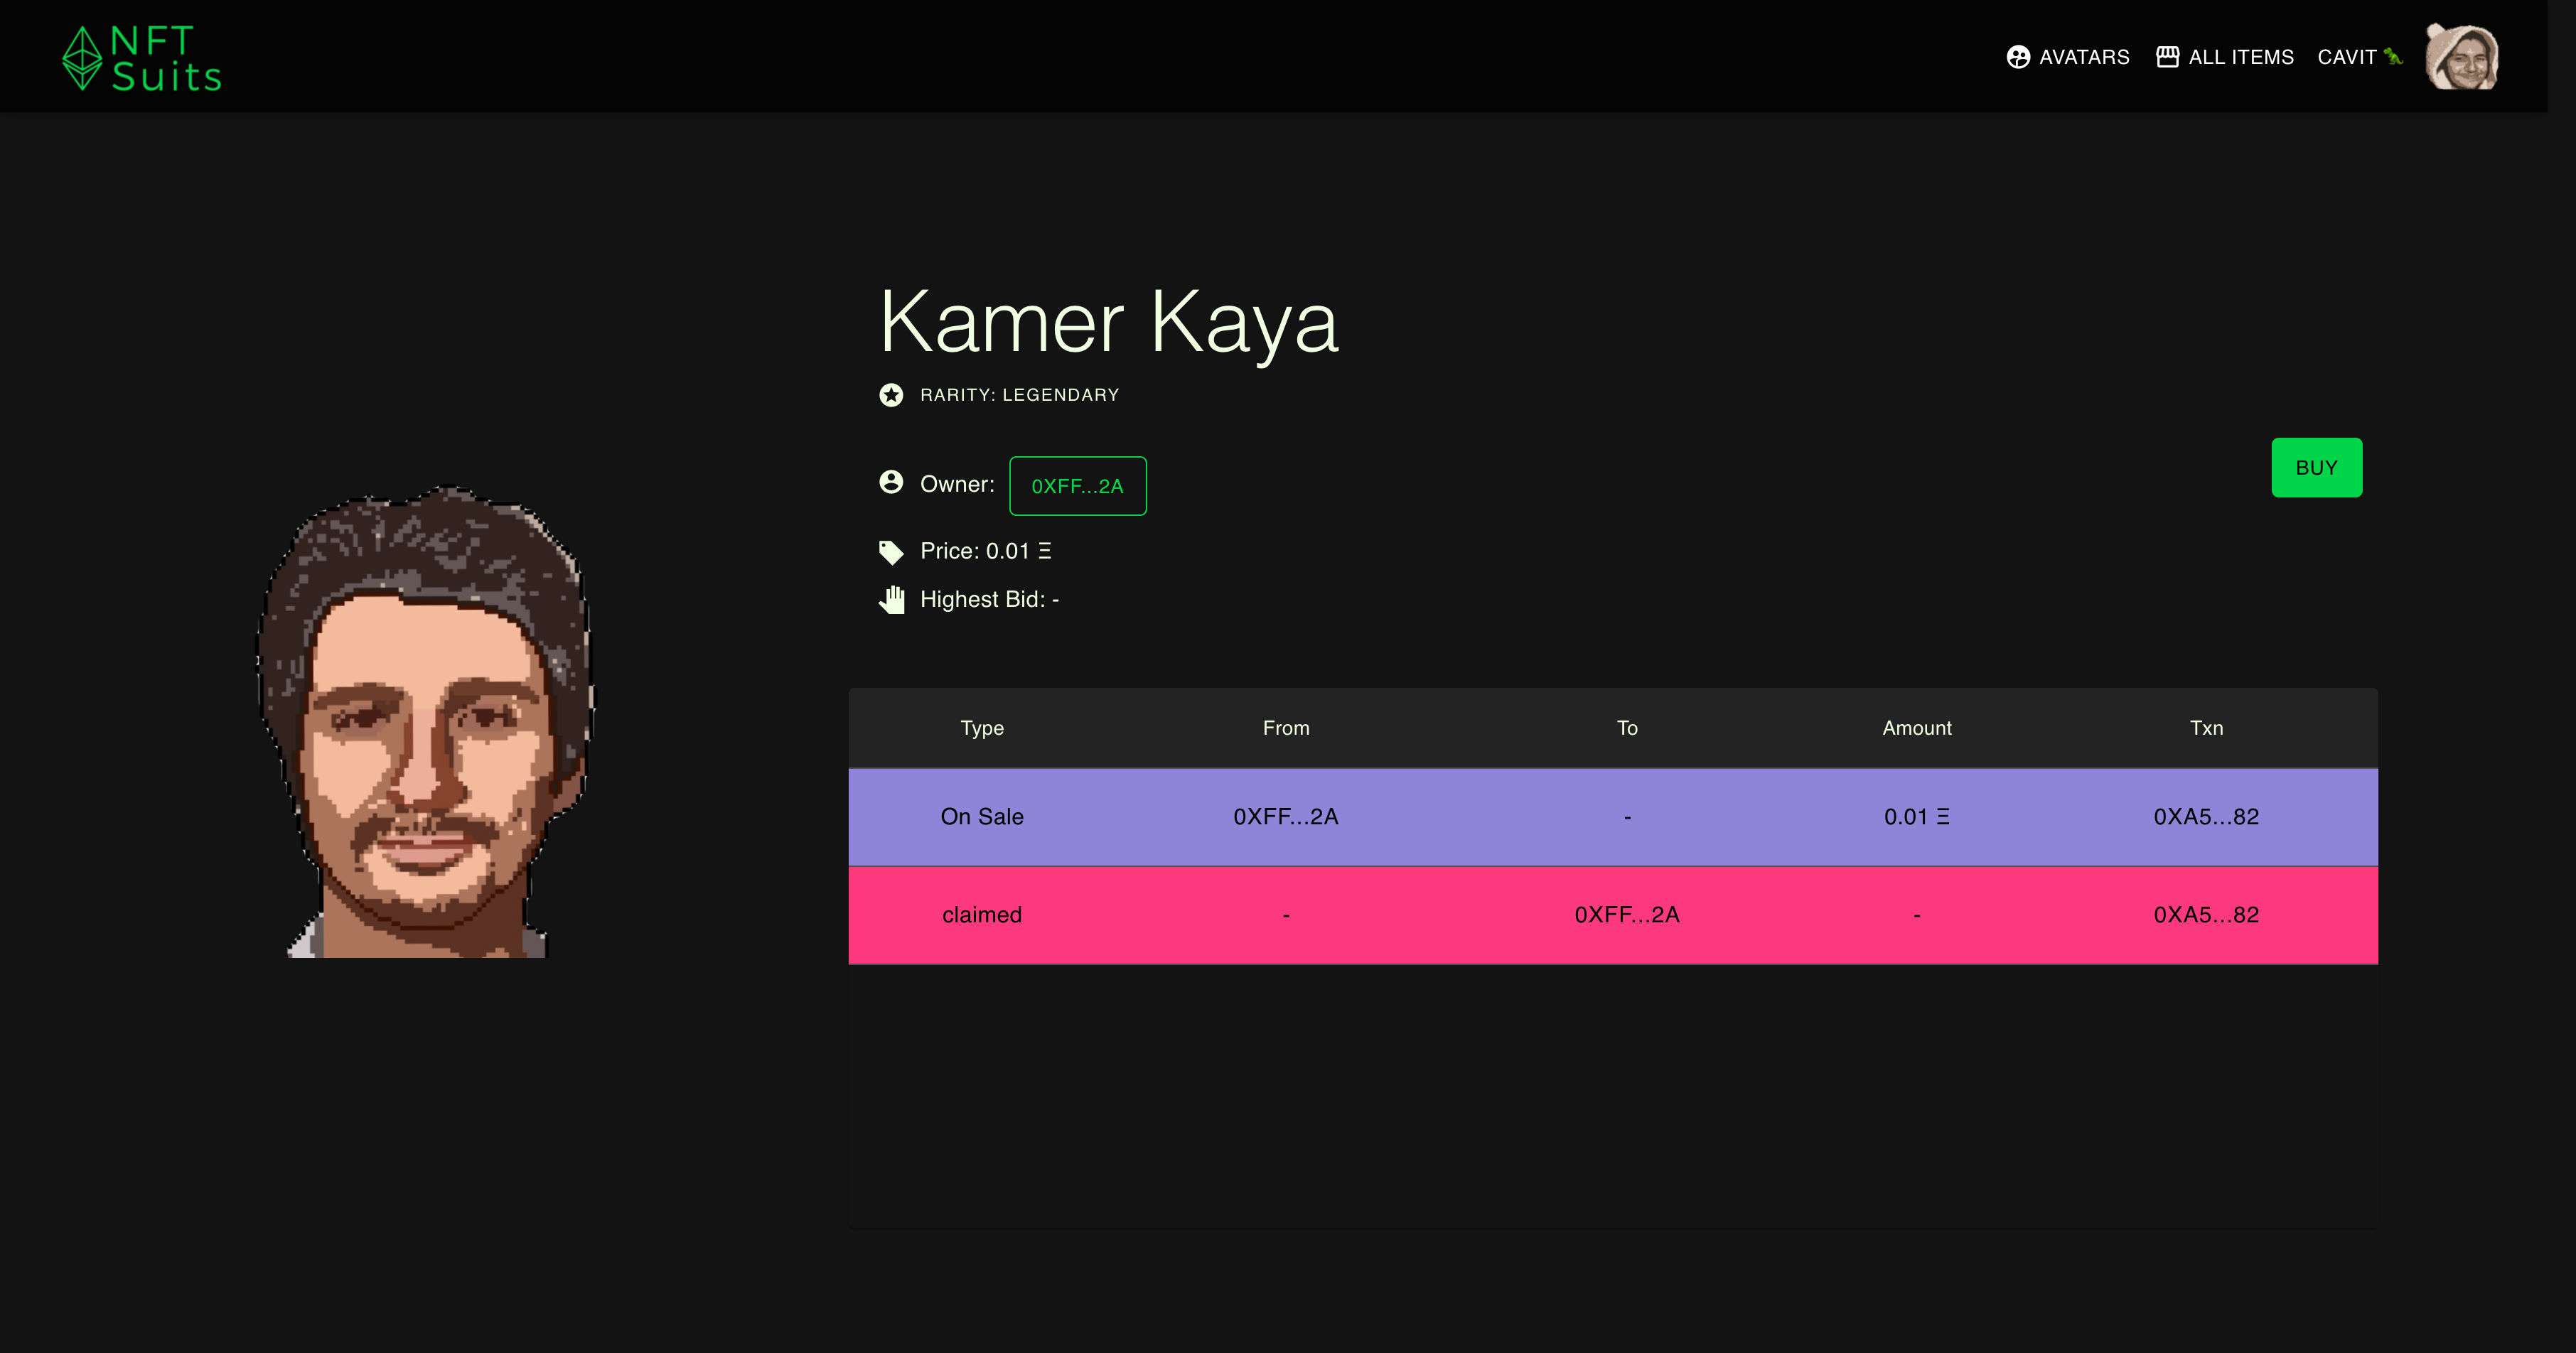 NFT
Suits
AVATARS
ALL ITEMS
CAVIT 🦖
Kamer Kaya
RARITY: LEGENDARY
Owner: 0XFF...2A
BUY
Price: 0.01 Ξ
Highest Bid: -
Type From To Amount Txn
On Sale 0XFF...2A - 0.01 Ξ 0XA5...82
claimed - 0XFF...2A - 0XA5...82